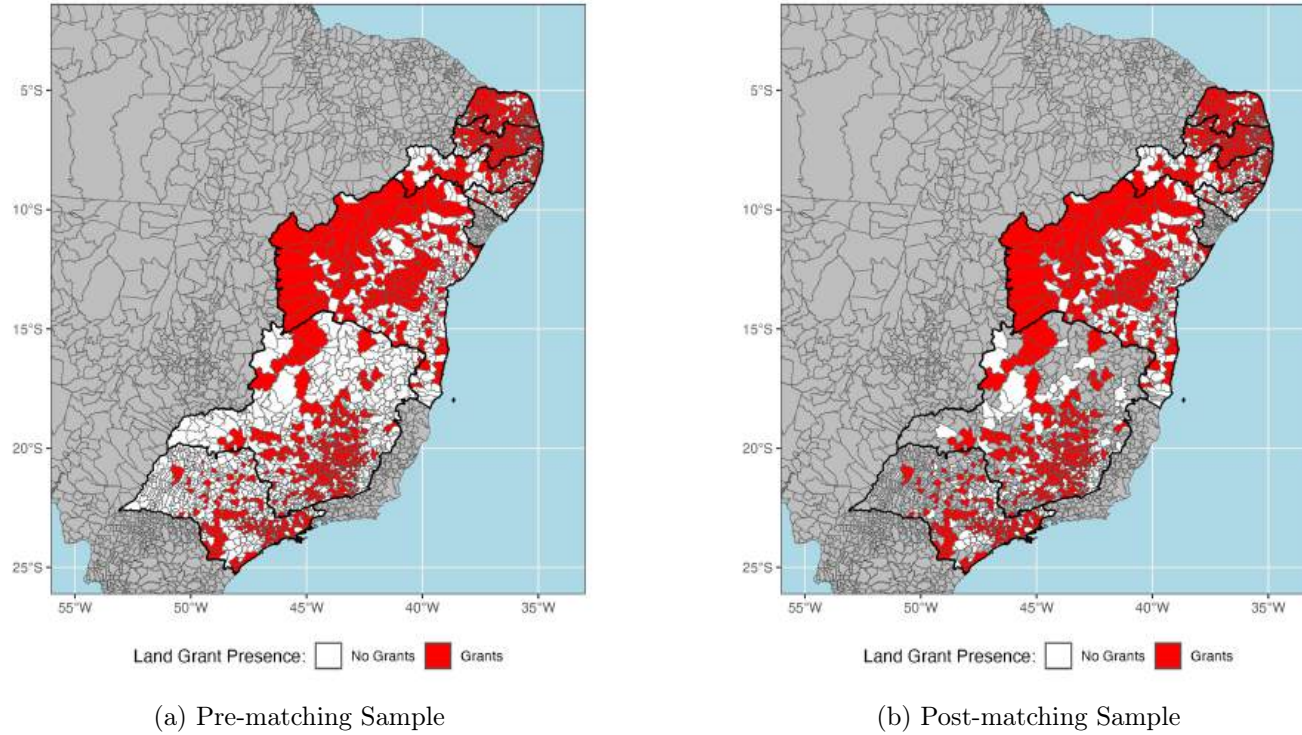 5°S
10°S
15°S
20°S
25°S
55°W 50°W 45°W 40°W 35°W
Land Grant Presence: No Grants Grants
(a) Pre-matching Sample
5°S
10°S
15°S
20°S
25°S
55°W 50°W 45°W 40°W 35°W
Land Grant Presence: No Grants Grants
(b) Post-matching Sample